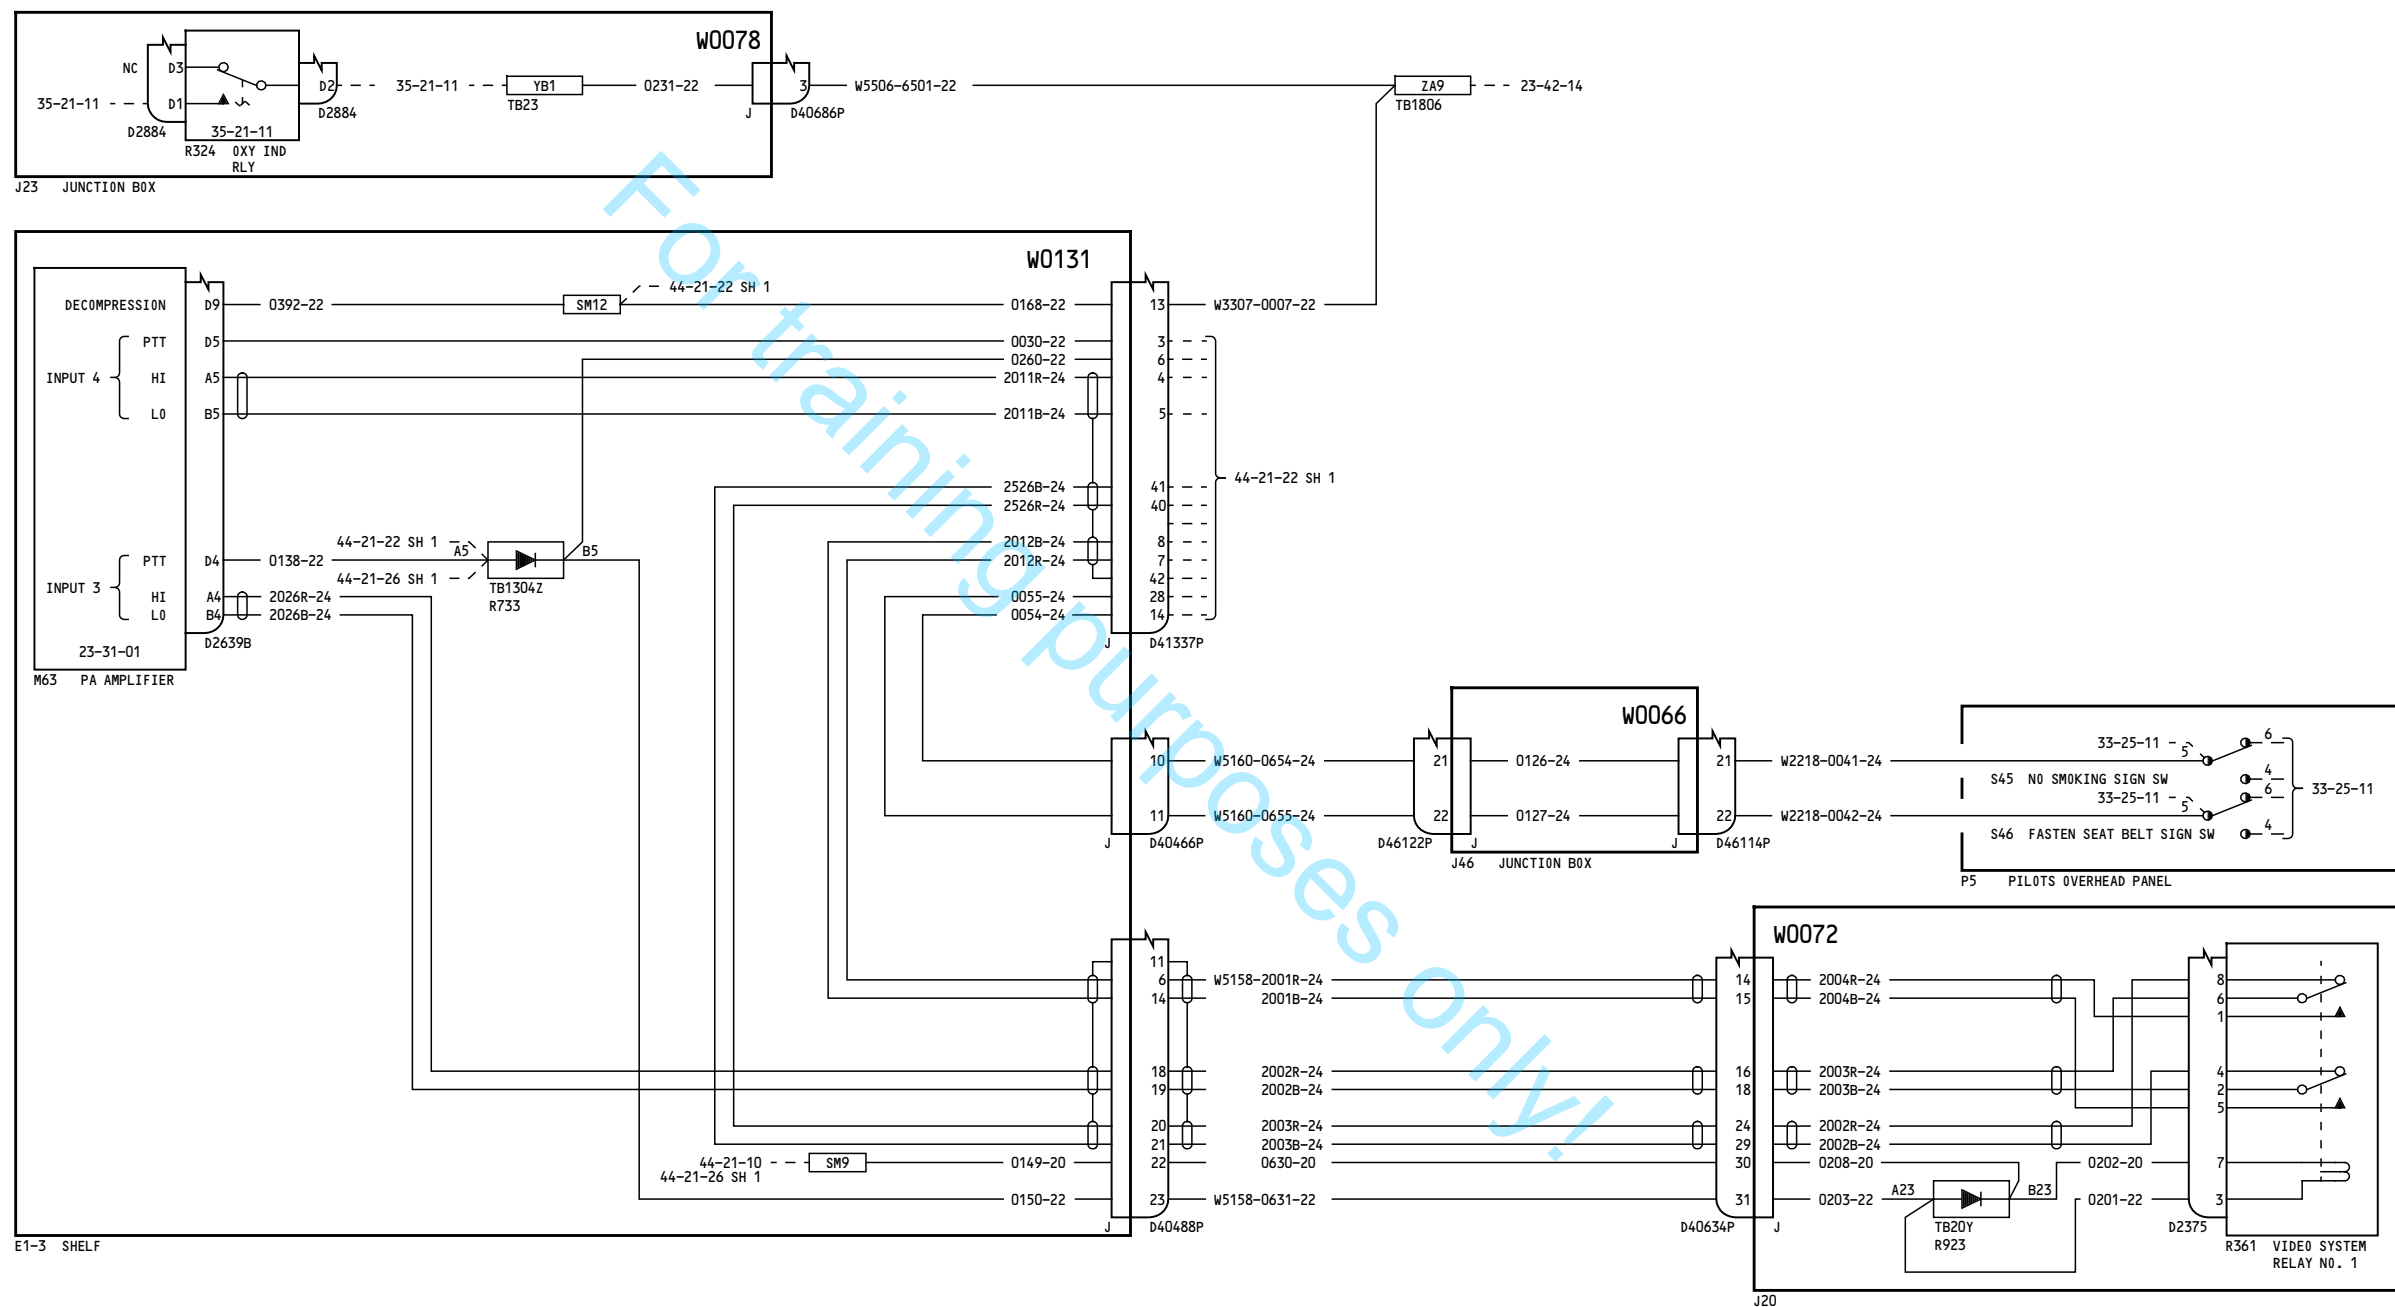 W0078
NC
D3
D1
D2
35-21-11
35-21-11
YB1
0231-22
3
W5506-6501-22
ZA9
23-42-14
D2884
35-21-11
D2884
TB23
J
D40686P
TB1806
R324 OXY IND
RLY
J23 JUNCTION BOX
W0131
DECOMPRESSION
D9
0392-22
SM12
44-21-22 SH 1
0168-22
13
W3307-0007-22
PTT
D5
0030-22
3
0260-22
6
INPUT 4
HI
A5
2011R-24
4
LO
B5
2011B-24
5
2526B-24
41
44-21-22 SH 1
2526R-24
40
44-21-22 SH 1
A5
B5
2012B-24
8
PTT
D4
0138-22
2012R-24
7
INPUT 3
44-21-26 SH 1
TB1304Z
R733
42
HI
A4
2026R-24
0055-24
28
LO
B4
2026B-24
0054-24
14
23-31-01
D2639B
J
D41337P
M63 PA AMPLIFIER
W0066
10
W5160-0654-24
21
0126-24
21
W2218-0041-24
33-25-11
5
6
S45 NO SMOKING SIGN SW
4
33-25-11
5
6
33-25-11
11
W5160-0655-24
22
0127-24
22
W2218-0042-24
S46 FASTEN SEAT BELT SIGN SW
4
J
D40466P
D46122P
J
J
D46114P
J46 JUNCTION BOX
P5 PILOTS OVERHEAD PANEL
W0072
11
6
W5158-2001R-24
14
2004R-24
8
14
2001B-24
15
2004B-24
6
1
18
2002R-24
16
2003R-24
4
19
2002B-24
18
2003B-24
2
5
20
2003R-24
24
2002R-24
21
2003B-24
29
2002B-24
44-21-10
SM9
0149-20
22
0630-20
30
0208-20
0202-20
7
44-21-26 SH 1
0150-22
23
W5158-0631-22
31
0203-22
A23
B23
0201-22
3
J
D40488P
D40634P
J
TB20Y
R923
D2375
E1-3 SHELF
R361 VIDEO SYSTEM
RELAY NO. 1
J20
For training purposes only!